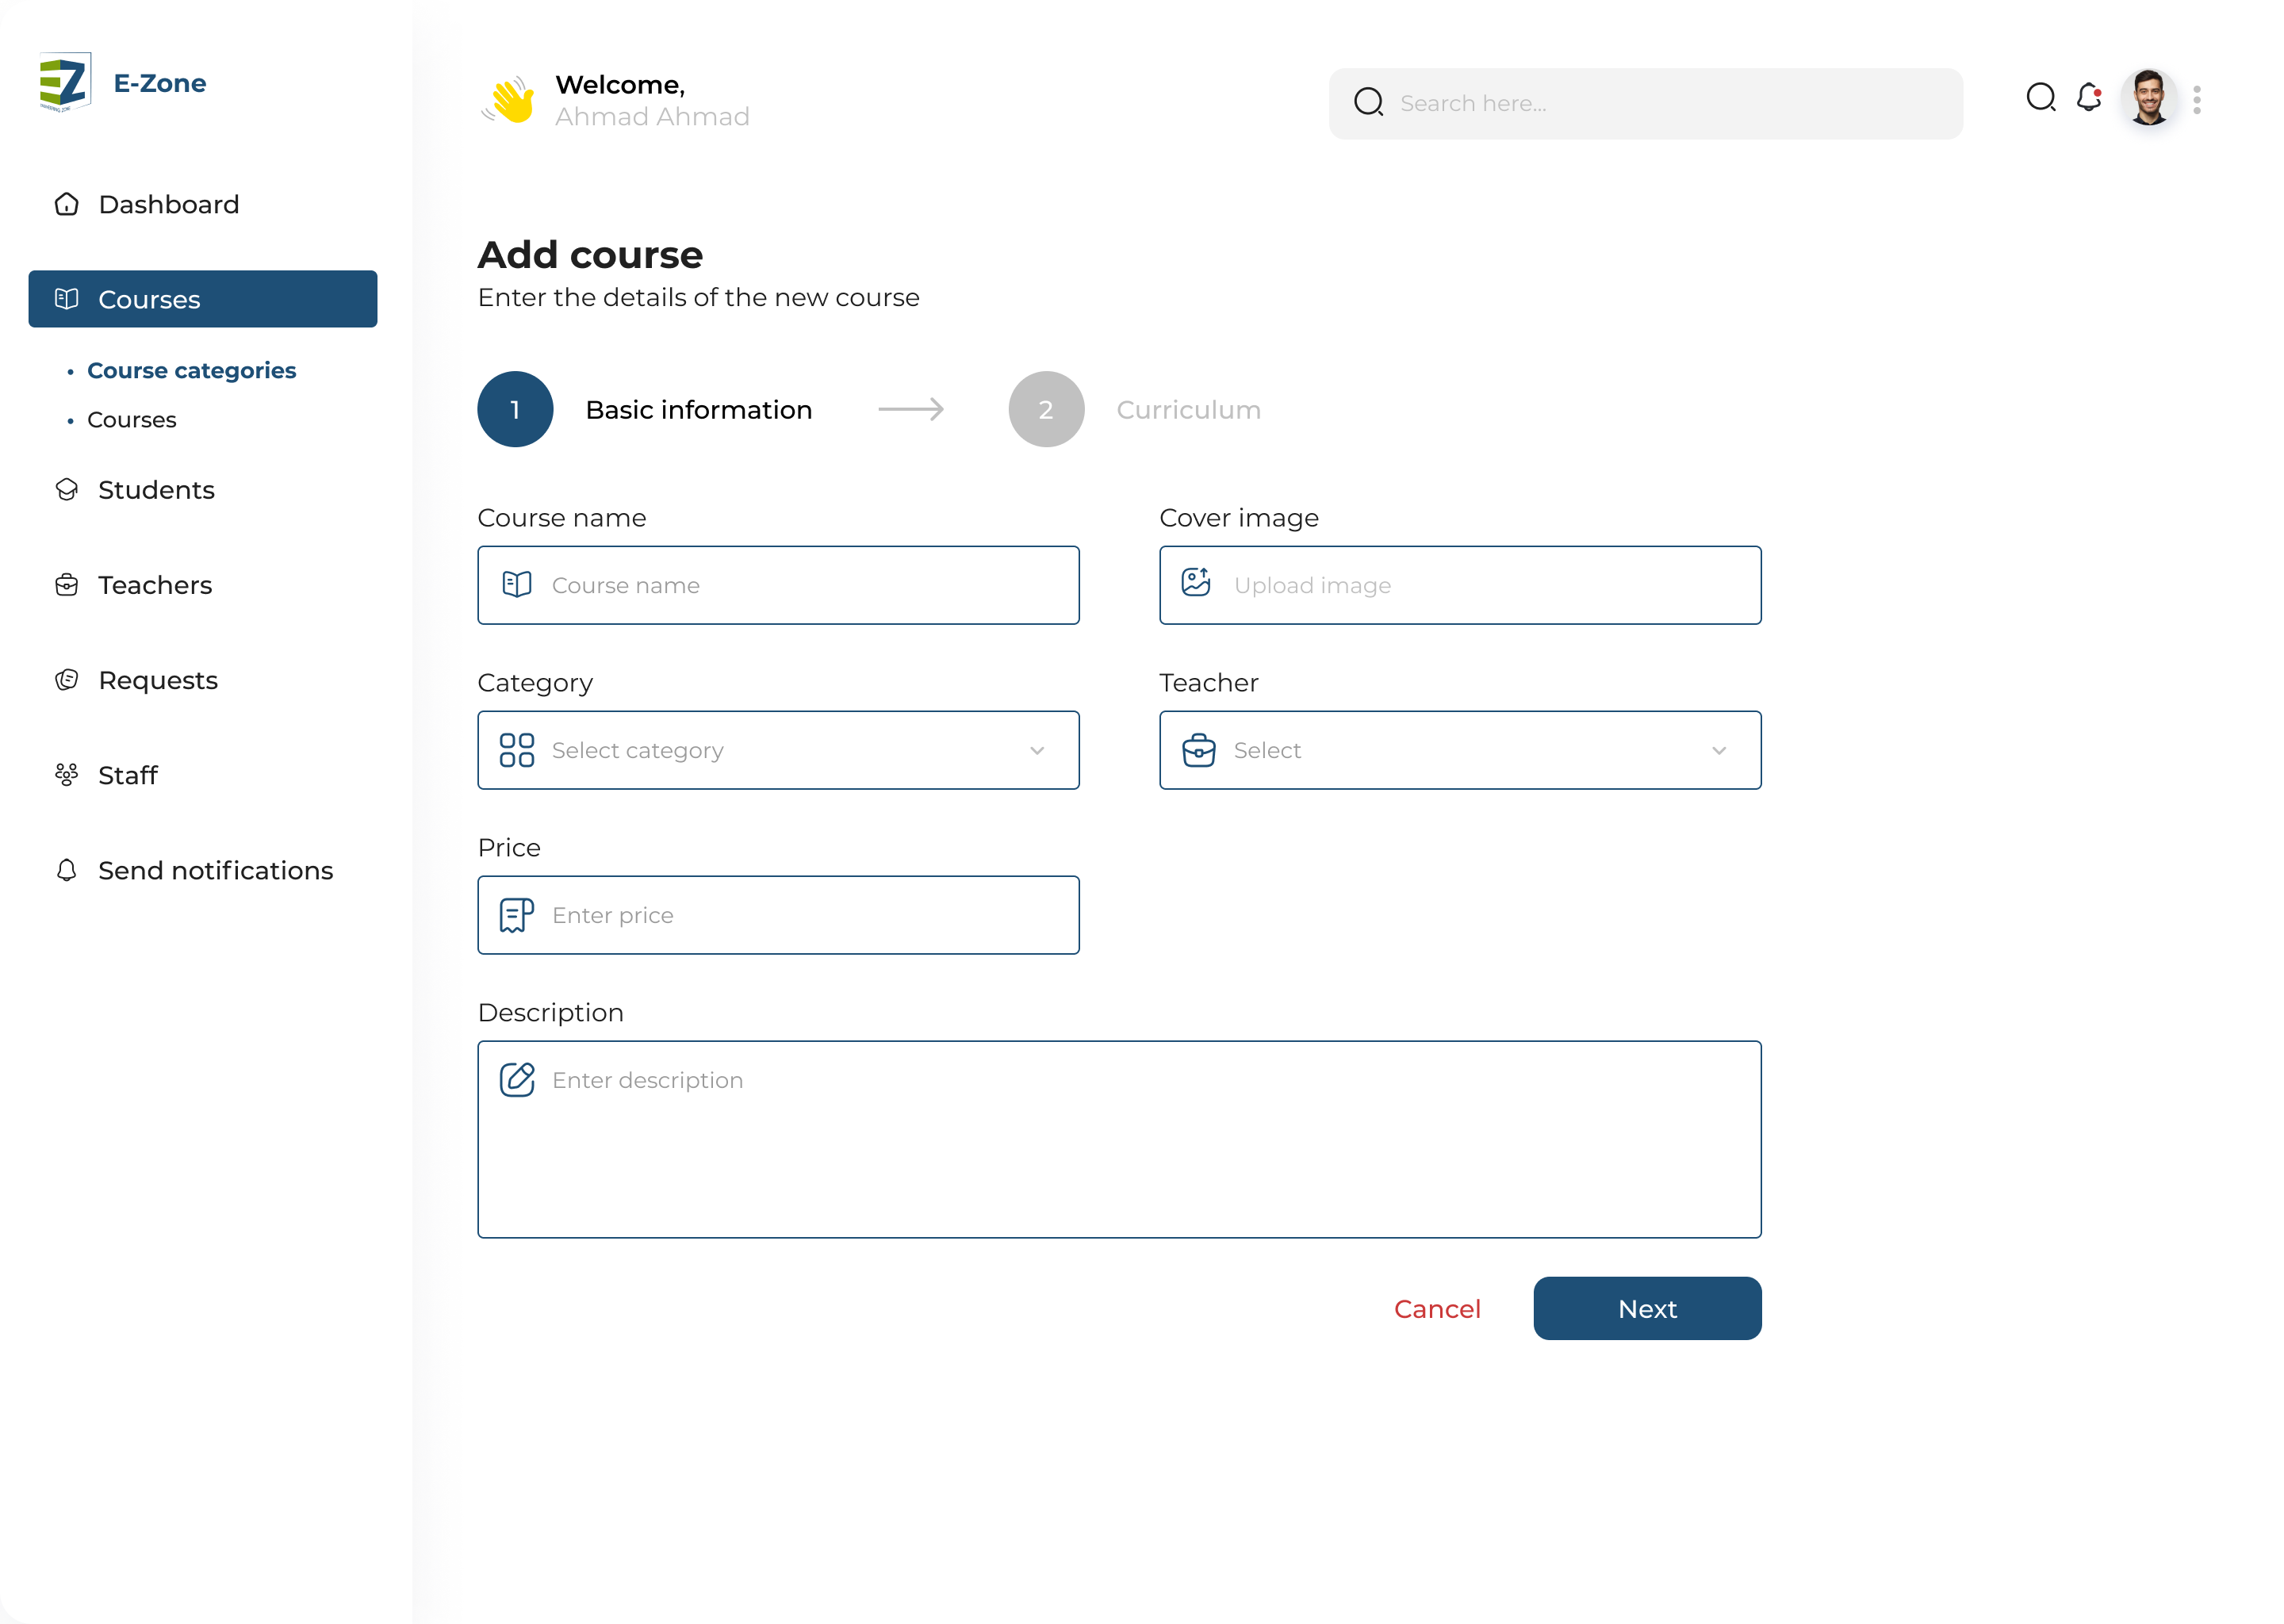 E-Zone
Welcome,
Ahmad Ahmad
Search here...
Dashboard
Courses
• Course categories
• Courses
Students
Teachers
Requests
Staff
Send notifications
Add course
Enter the details of the new course
1 Basic information
2 Curriculum
Course name
Course name
Cover image
Upload image
Category
Select category
Teacher
Select
Price
Enter price
Description
Enter description
Cancel
Next